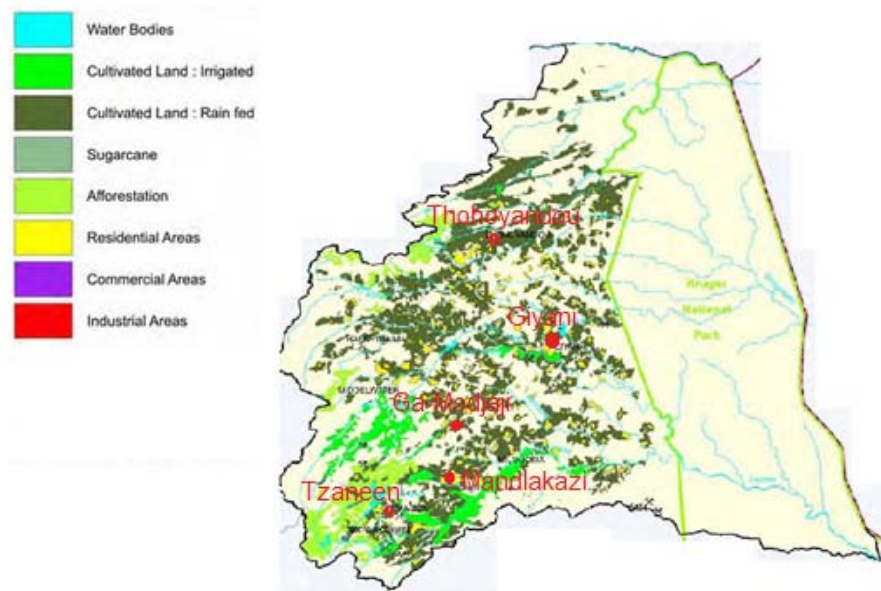 Water Bodies
Cultivated Land : Irrigated
Cultivated Land : Rain fed
Sugarcane
Afforestation
Residential Areas
Commercial Areas
Industrial Areas
Thohoyandou
Giyani
Kruger
National
Park
Ga-Modjaji
Mandlakazi
Tzaneen